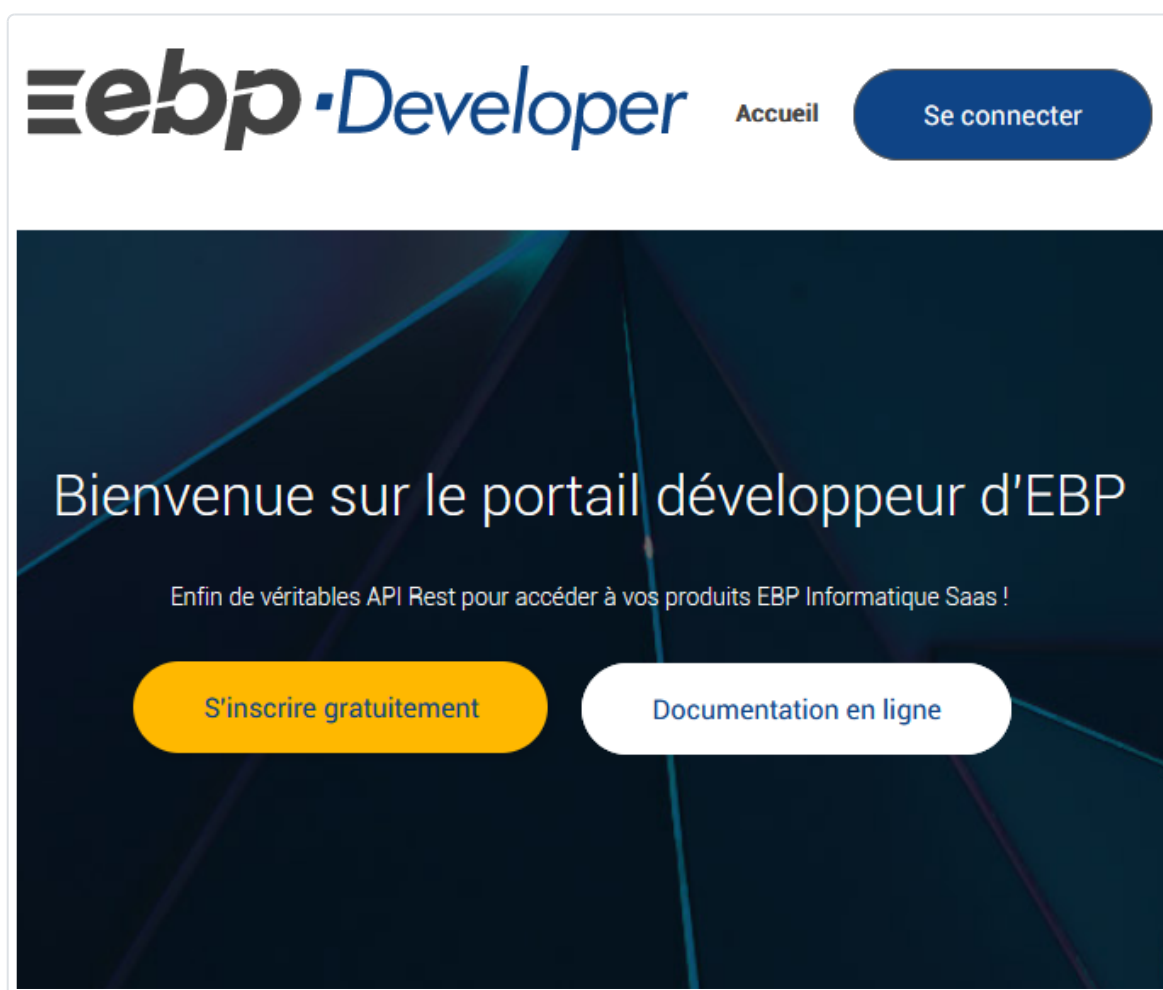 ebp·Developer
Accueil
Se connecter
Bienvenue sur le portail développeur d'EBP
Enfin de véritables API Rest pour accéder à vos produits EBP Informatique Saas !
S'inscrire gratuitement
Documentation en ligne